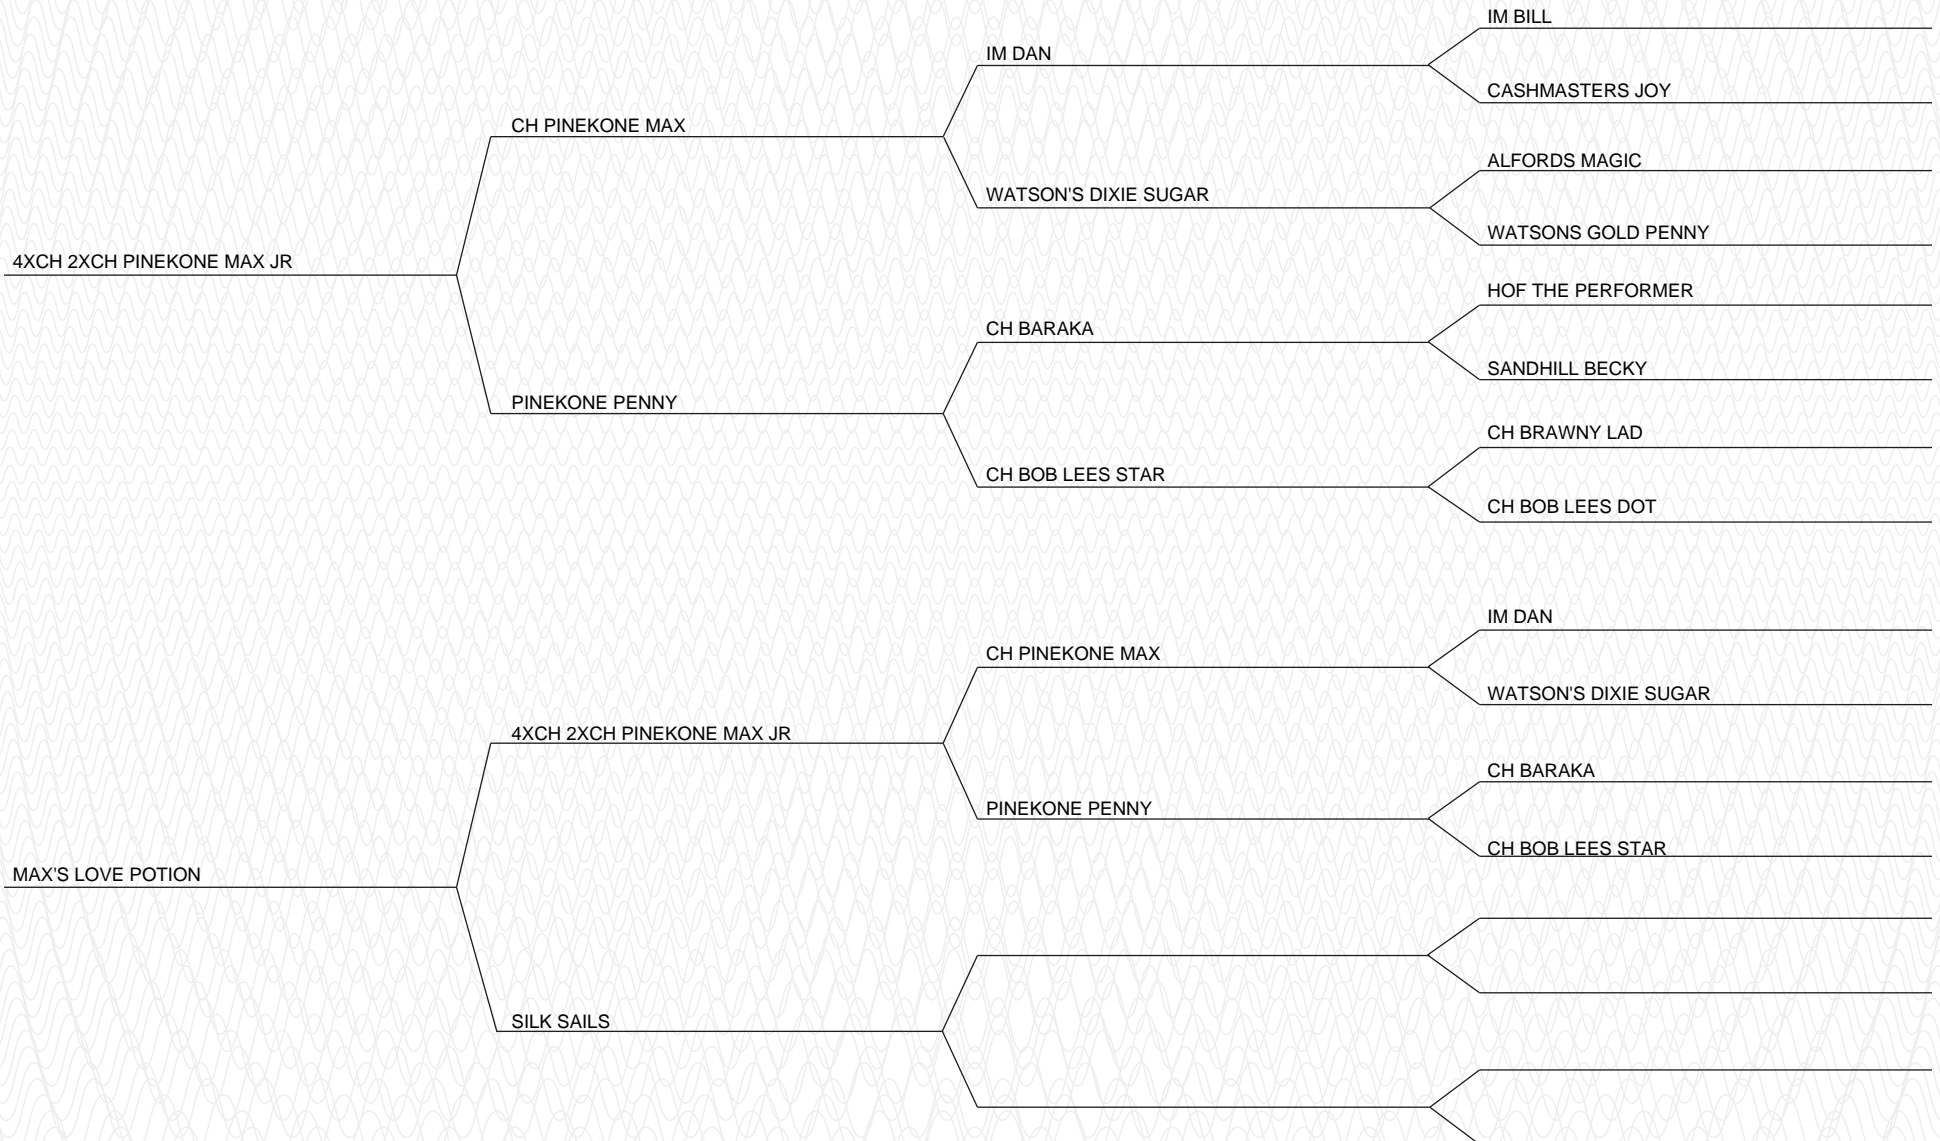 IM BILL
IM DAN
CASHMASTERS JOY
CH PINEKONE MAX
ALFORDS MAGIC
WATSON'S DIXIE SUGAR
WATSONS GOLD PENNY
4XCH 2XCH PINEKONE MAX JR
HOF THE PERFORMER
CH BARAKA
SANDHILL BECKY
PINEKONE PENNY
CH BRAWNY LAD
CH BOB LEES STAR
CH BOB LEES DOT
IM DAN
CH PINEKONE MAX
WATSON'S DIXIE SUGAR
4XCH 2XCH PINEKONE MAX JR
CH BARAKA
PINEKONE PENNY
CH BOB LEES STAR
MAX'S LOVE POTION
SILK SAILS